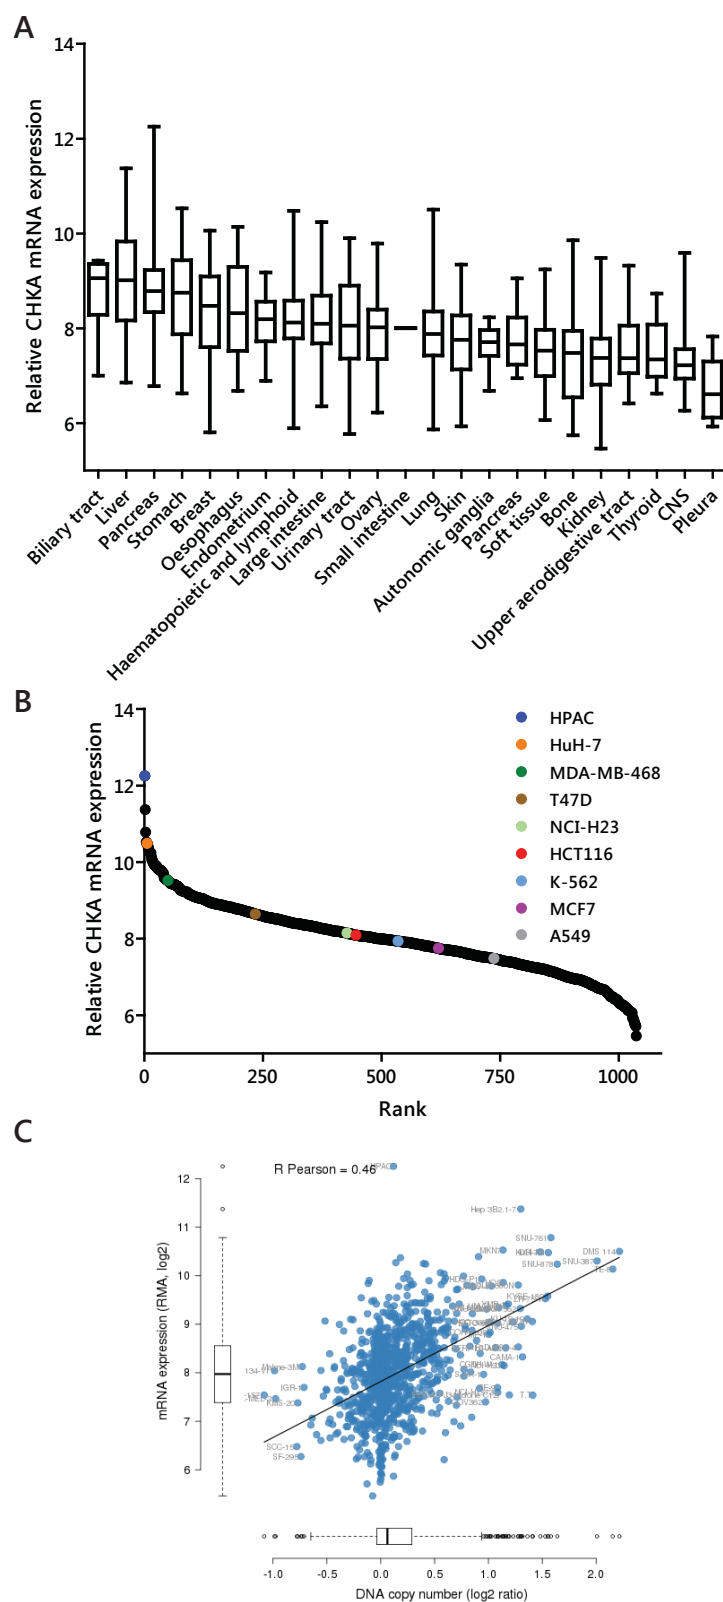 A
Relative CHKA mRNA expression
14
12
10
8
6
Biliary tract
Liver
Pancreas
Stomach
Breast
Oesophagus
Endometrium
Haematopoietic and lymphoid
Large intestine
Urinary tract
Ovary
Small intestine
Lung
Skin
Autonomic ganglia
Pancreas
Soft tissue
Bone
Kidney
Upper aerodigestive tract
Thyroid
CNS
Pleura
B
Relative CHKA mRNA expression
14
12
10
8
6
0 250 500 750 1000
Rank
HPAC
HuH-7
MDA-MB-468
T47D
NCI-H23
HCT116
K-562
MCF7
A549
C
R Pearson = 0.46
HPAC
mRNA expression (RMA, log2)
12
11
10
9
8
7
6
Hep 3B2.1-7
SNU-761
MKN7
DMS 114
SNU-387
SNU-878
TE-8
CAMA-1
T.T
IGR-1
KMS-20
SCC-15
SF-295
-1.0 -0.5 0.0 0.5 1.0 1.5 2.0
DNA copy number (log2 ratio)